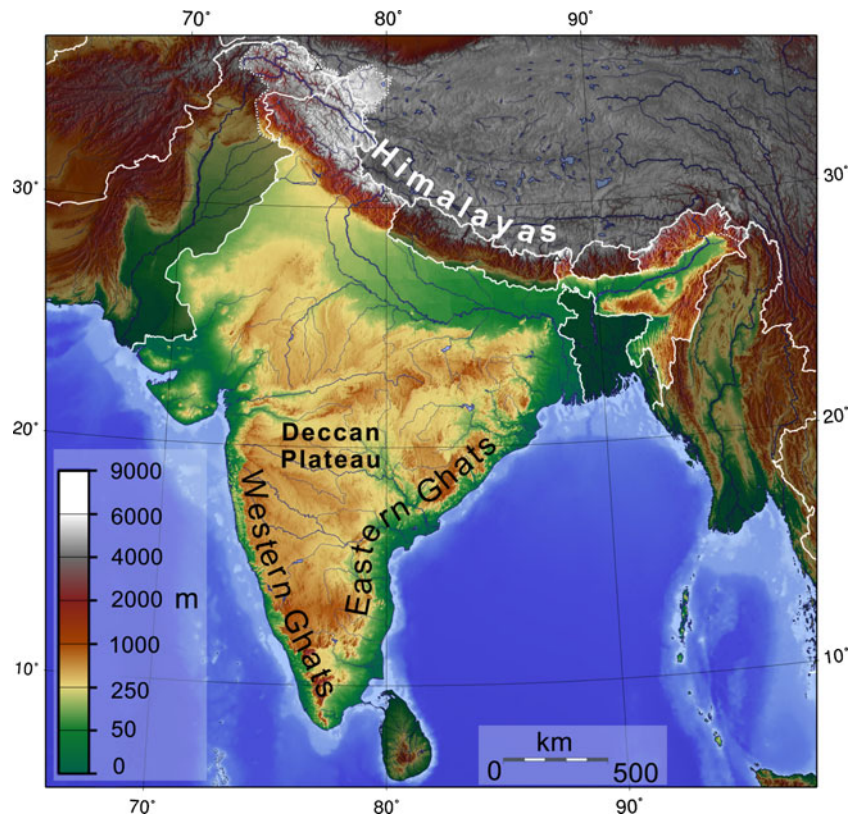 70° 80° 90°
Himalayas
30° 30°
20° 20°
Deccan
Plateau
Western Ghats
Eastern Ghats
9000
6000
4000
2000 m
1000
250
50
0
10° 10°
km
0 500
70° 80° 90°